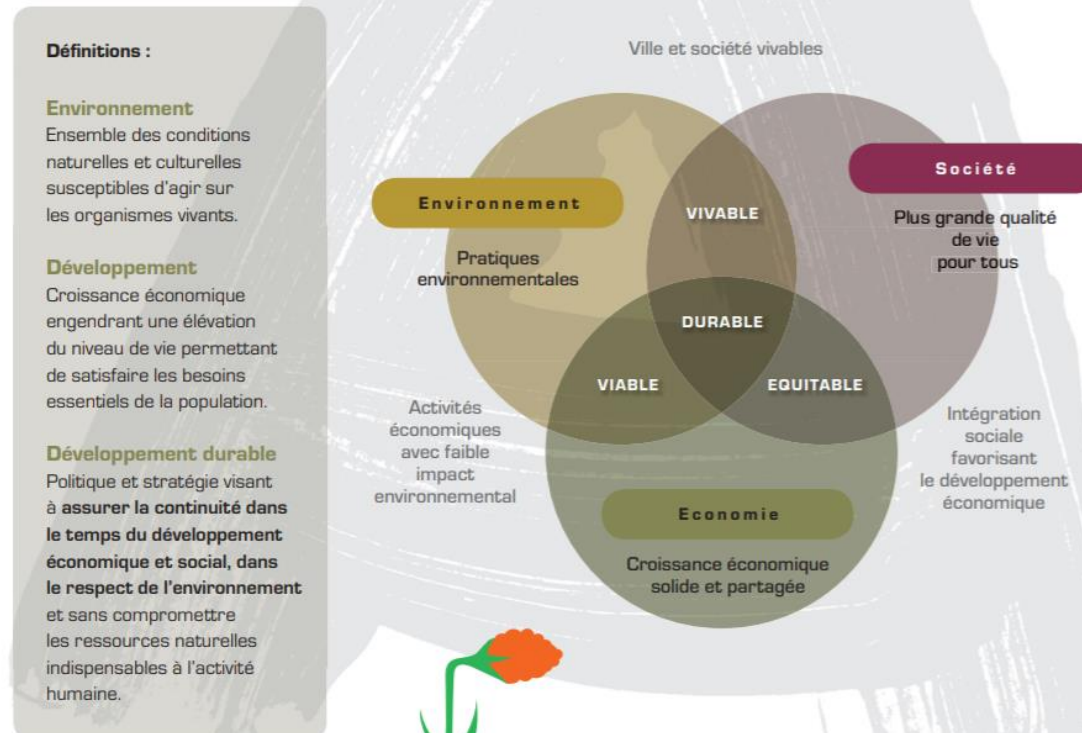 Définitions :
Environnement
Ensemble des conditions
naturelles et culturelles
susceptibles d'agir sur
les organismes vivants.
Développement
Croissance économique
engendrant une élévation
du niveau de vie permettant
de satisfaire les besoins
essentiels de la population.
Développement durable
Politique et stratégie visant
à assurer la continuité dans
le temps du développement
économique et social, dans
le respect de l'environnement
et sans compromettre
les ressources naturelles
indispensables à l'activité
humaine.
Ville et société vivables
Environnement
Pratiques
environnementales
VIVABLE
Société
Plus grande qualité
de vie
pour tous
DURABLE
VIABLE
EQUITABLE
Activités
économiques
avec faible
impact
environnemental
Intégration
sociale
favorisant
le développement
économique
Economie
Croissance économique
solide et partagée